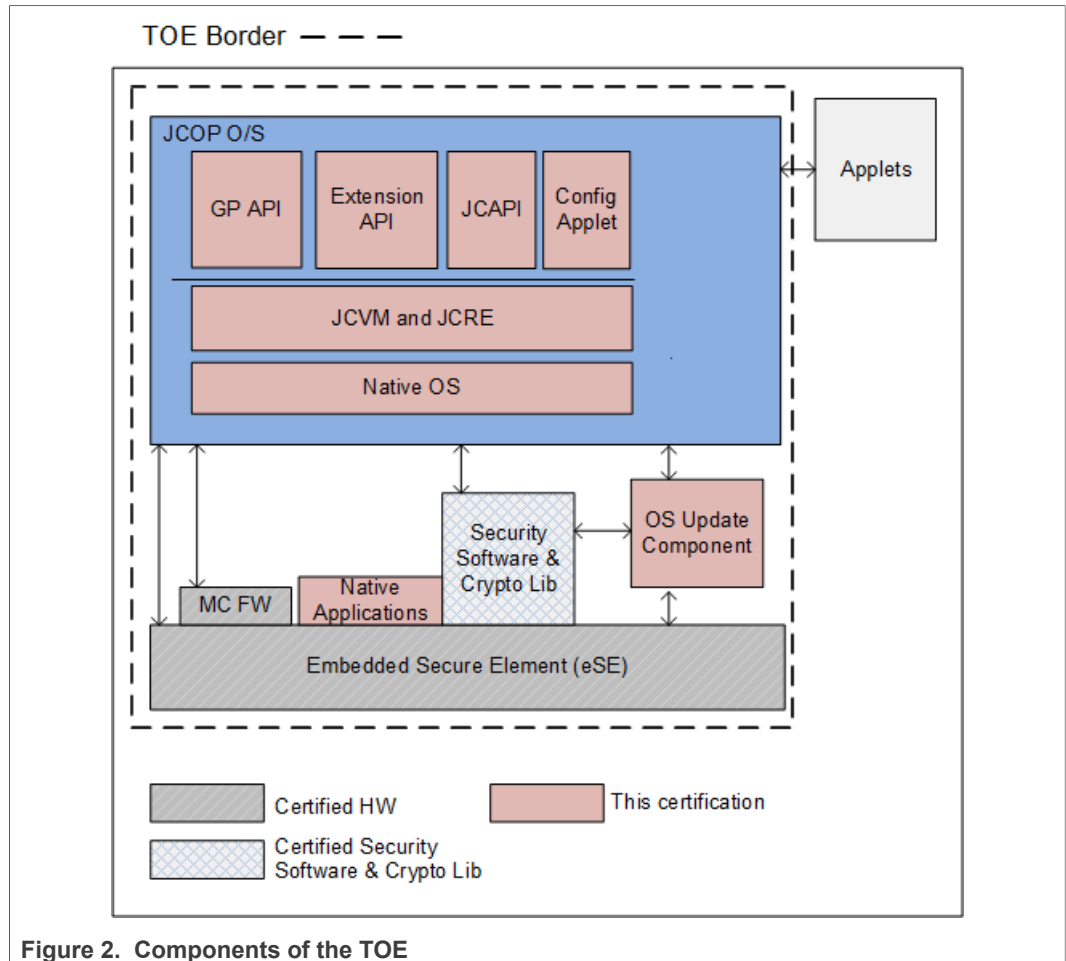 TOE Border
JCOP O/S
GP API
Extension
API
JCAPI
Config
Applet
Applets
JCVM and JCRE
Native OS
Security
Software &
Crypto Lib
OS Update
Component
MC FW
Native
Applications
Embedded Secure Element (eSE)
Certified HW
This certification
Certified Security
Software & Crypto Lib
Figure 2. Components of the TOE